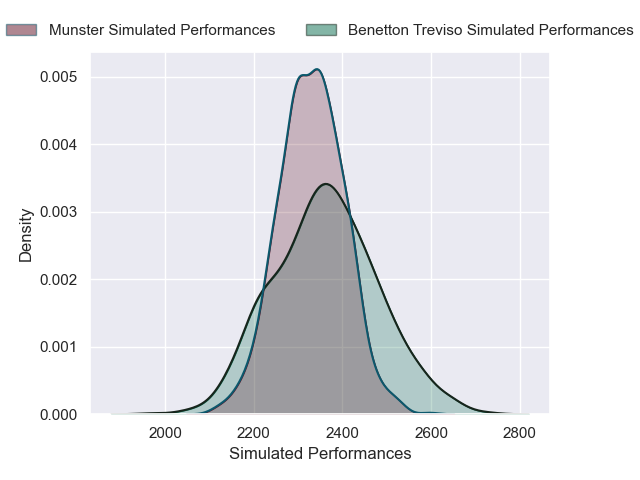 Munster Simulated Performances
Benetton Treviso Simulated Performances
0.005
0.004
0.003
0.002
0.001
0.000
Density
2000
2200
2400
2600
2800
Simulated Performances